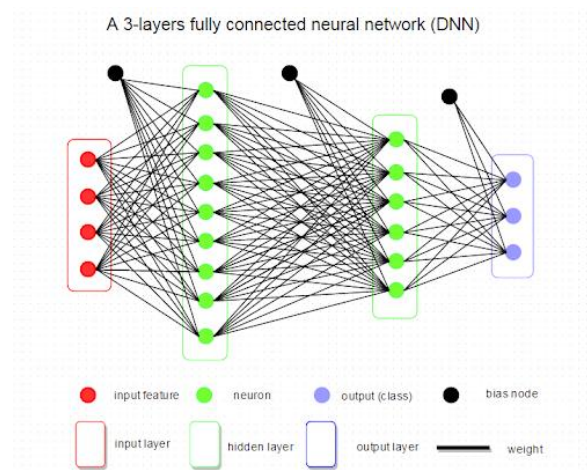 A 3-layers fully connected neural network (DNN)
input feature neuron output (class) bias node
input layer hidden layer output layer weight